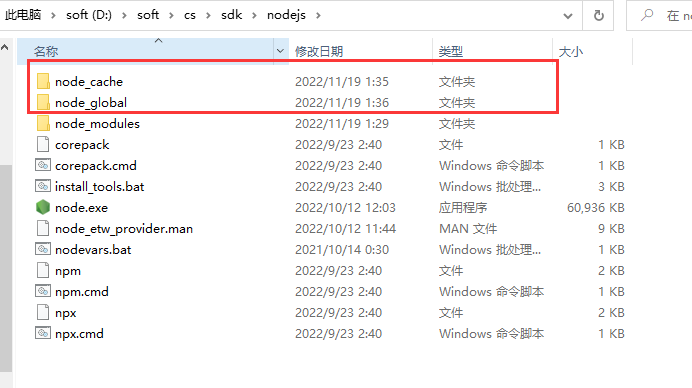 此电脑 › soft (D:) › soft › cs › sdk › nodejs › 在 n
名称 修改日期 类型 大小
node_cache 2022/11/19 1:35 文件夹
node_global 2022/11/19 1:36 文件夹
node_modules 2022/11/19 1:29 文件夹
corepack 2022/9/23 2:40 文件 1 KB
corepack.cmd 2022/9/23 2:40 Windows 命令脚本 1 KB
install_tools.bat 2022/9/23 2:40 Windows 批处理... 3 KB
node.exe 2022/10/12 12:03 应用程序 60,936 KB
node_etw_provider.man 2022/10/12 11:44 MAN 文件 9 KB
nodevars.bat 2021/10/14 0:30 Windows 批处理... 1 KB
npm 2022/9/23 2:40 文件 2 KB
npm.cmd 2022/9/23 2:40 Windows 命令脚本 1 KB
npx 2022/9/23 2:40 文件 2 KB
npx.cmd 2022/9/23 2:40 Windows 命令脚本 1 KB